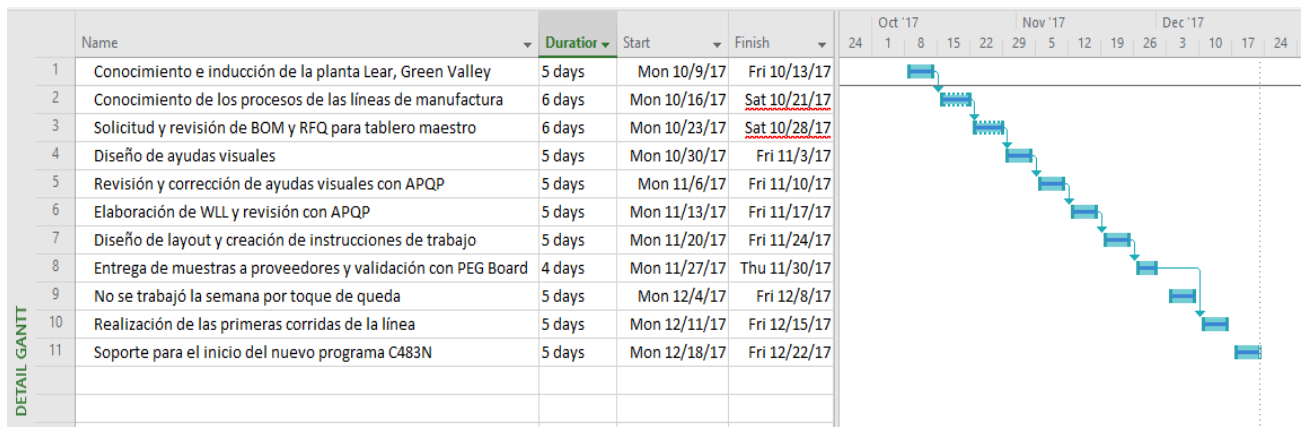 Oct '17 Nov '17 Dec '17
Name Duration Start Finish 24 1 8 15 22 29 5 12 19 26 3 10 17 24
1 Conocimiento e inducción de la planta Lear, Green Valley 5 days Mon 10/9/17 Fri 10/13/17
2 Conocimiento de los procesos de las líneas de manufactura 6 days Mon 10/16/17 Sat 10/21/17
3 Solicitud y revisión de BOM y RFQ para tablero maestro 6 days Mon 10/23/17 Sat 10/28/17
4 Diseño de ayudas visuales 5 days Mon 10/30/17 Fri 11/3/17
5 Revisión y corrección de ayudas visuales con APQP 5 days Mon 11/6/17 Fri 11/10/17
6 Elaboración de WLL y revisión con APQP 5 days Mon 11/13/17 Fri 11/17/17
7 Diseño de layout y creación de instrucciones de trabajo 5 days Mon 11/20/17 Fri 11/24/17
8 Entrega de muestras a proveedores y validación con PEG Board 4 days Mon 11/27/17 Thu 11/30/17
9 No se trabajó la semana por toque de queda 5 days Mon 12/4/17 Fri 12/8/17
10 Realización de las primeras corridas de la línea 5 days Mon 12/11/17 Fri 12/15/17
11 Soporte para el inicio del nuevo programa C483N 5 days Mon 12/18/17 Fri 12/22/17
DETAIL GANTT